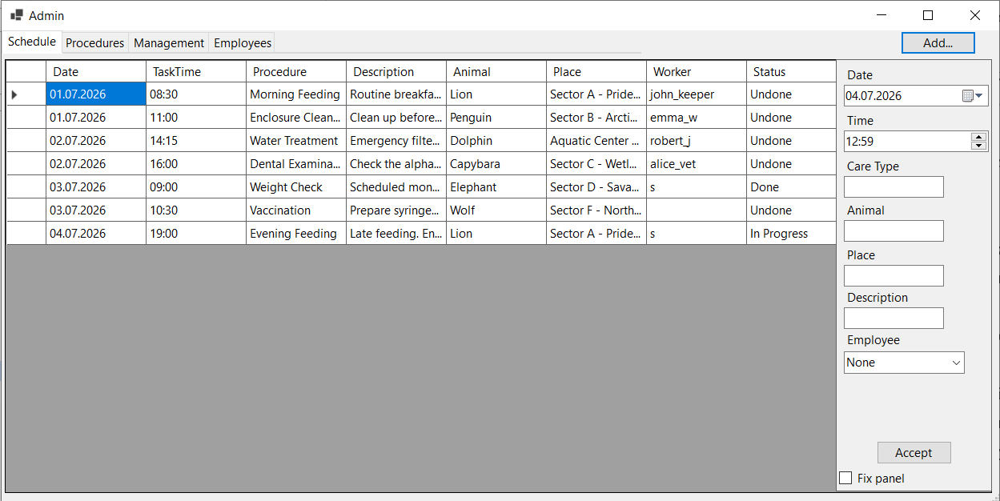 Admin
Schedule Procedures Management Employees Add...
Date TaskTime Procedure Description Animal Place Worker Status
01.07.2026 08:30 Morning Feeding Routine breakfa... Lion Sector A - Pride... john_keeper Undone
01.07.2026 11:00 Enclosure Clean... Clean up before... Penguin Sector B - Arcti... emma_w Undone
02.07.2026 14:15 Water Treatment Emergency filte... Dolphin Aquatic Center ... robert_j Undone
02.07.2026 16:00 Dental Examina... Check the alpha... Capybara Sector C - Wetl... alice_vet Undone
03.07.2026 09:00 Weight Check Scheduled mon... Elephant Sector D - Sava... s Done
03.07.2026 10:30 Vaccination Prepare syringe... Wolf Sector F - North... Undone
04.07.2026 19:00 Evening Feeding Late feeding. En... Lion Sector A - Pride... s In Progress
Date
04.07.2026
Time
12:59
Care Type
Animal
Place
Description
Employee
None
Accept
Fix panel